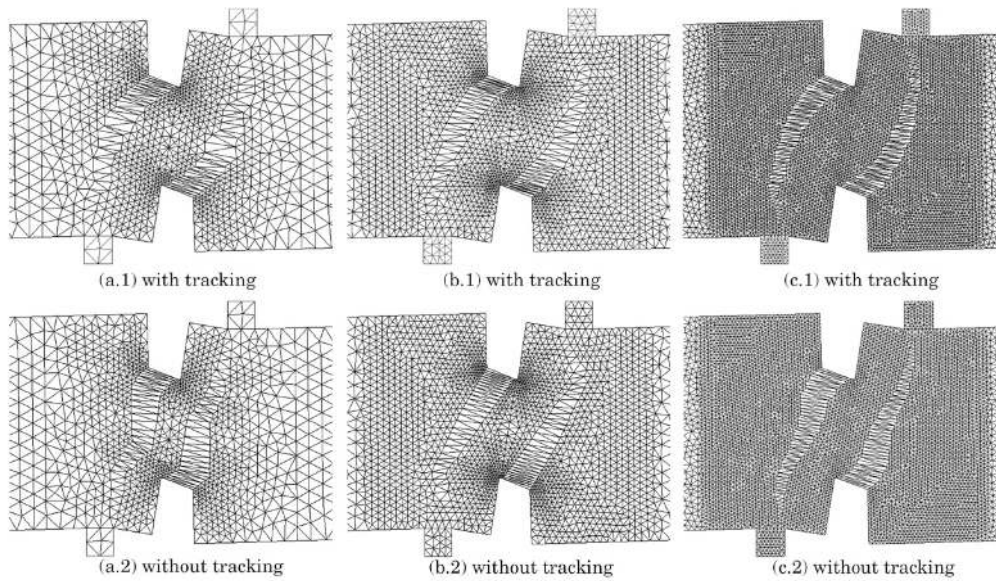 (a.1) with tracking
(b.1) with tracking
(c.1) with tracking
(a.2) without tracking
(b.2) without tracking
(c.2) without tracking